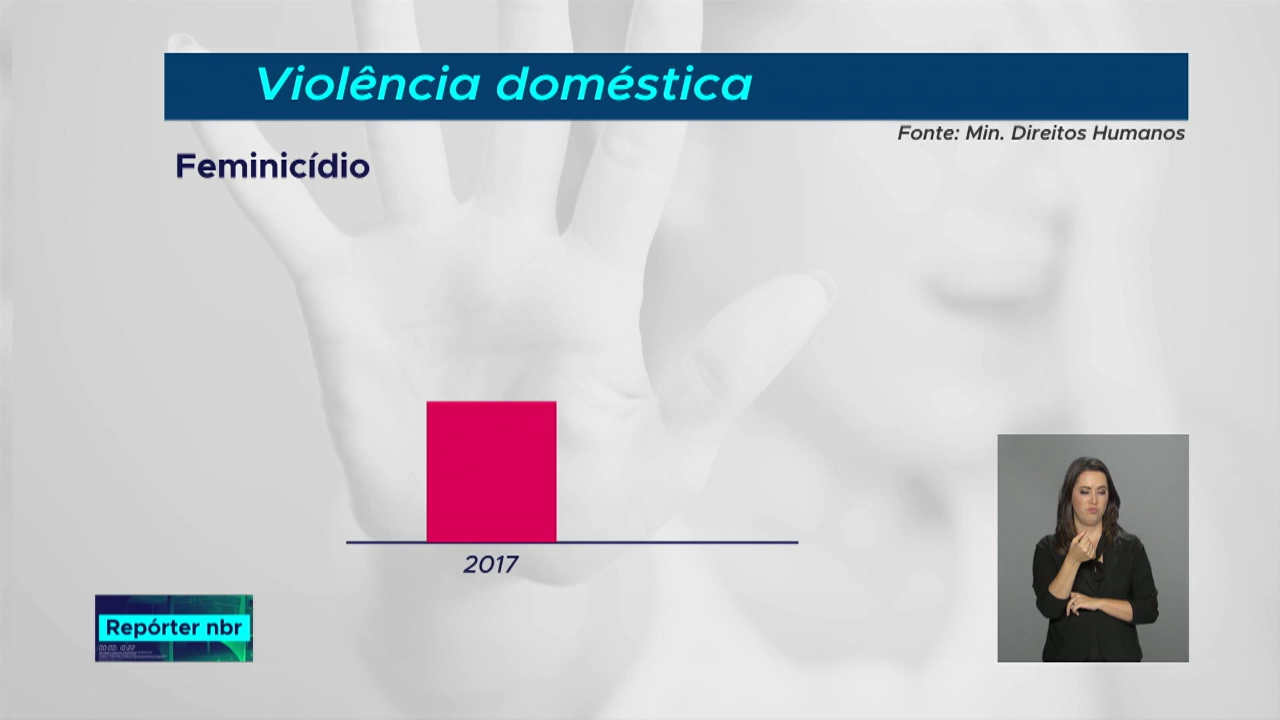 Violência doméstica
Fonte: Min. Direitos Humanos
Feminicídio
2017
Repórter nbr